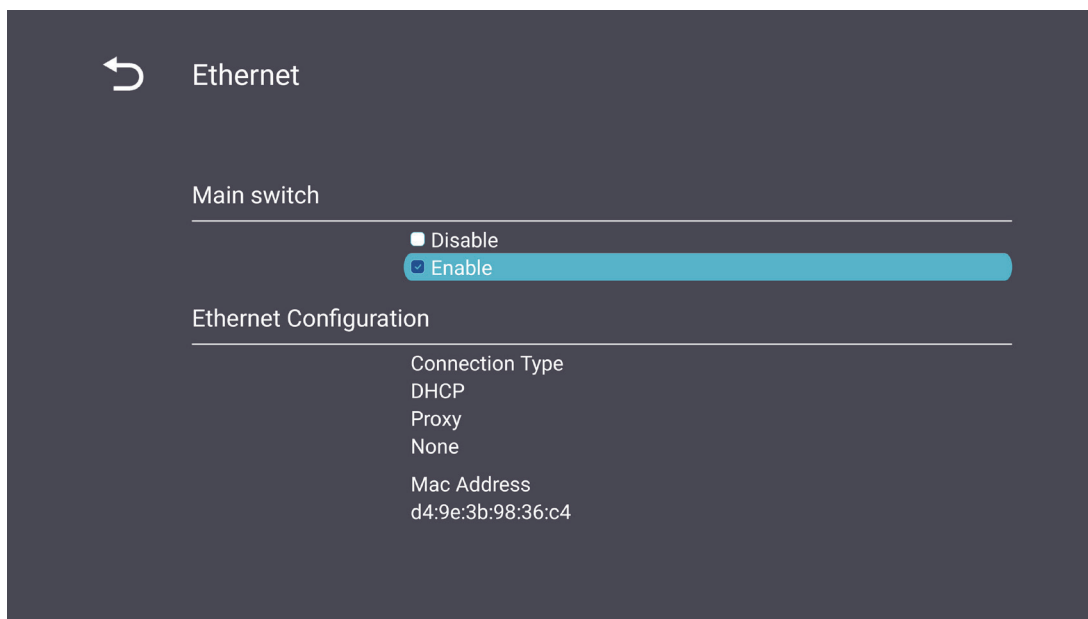 Ethernet
Main switch
Disable
Enable
Ethernet Configuration
Connection Type
DHCP
Proxy
None
Mac Address
d4:9e:3b:98:36:c4